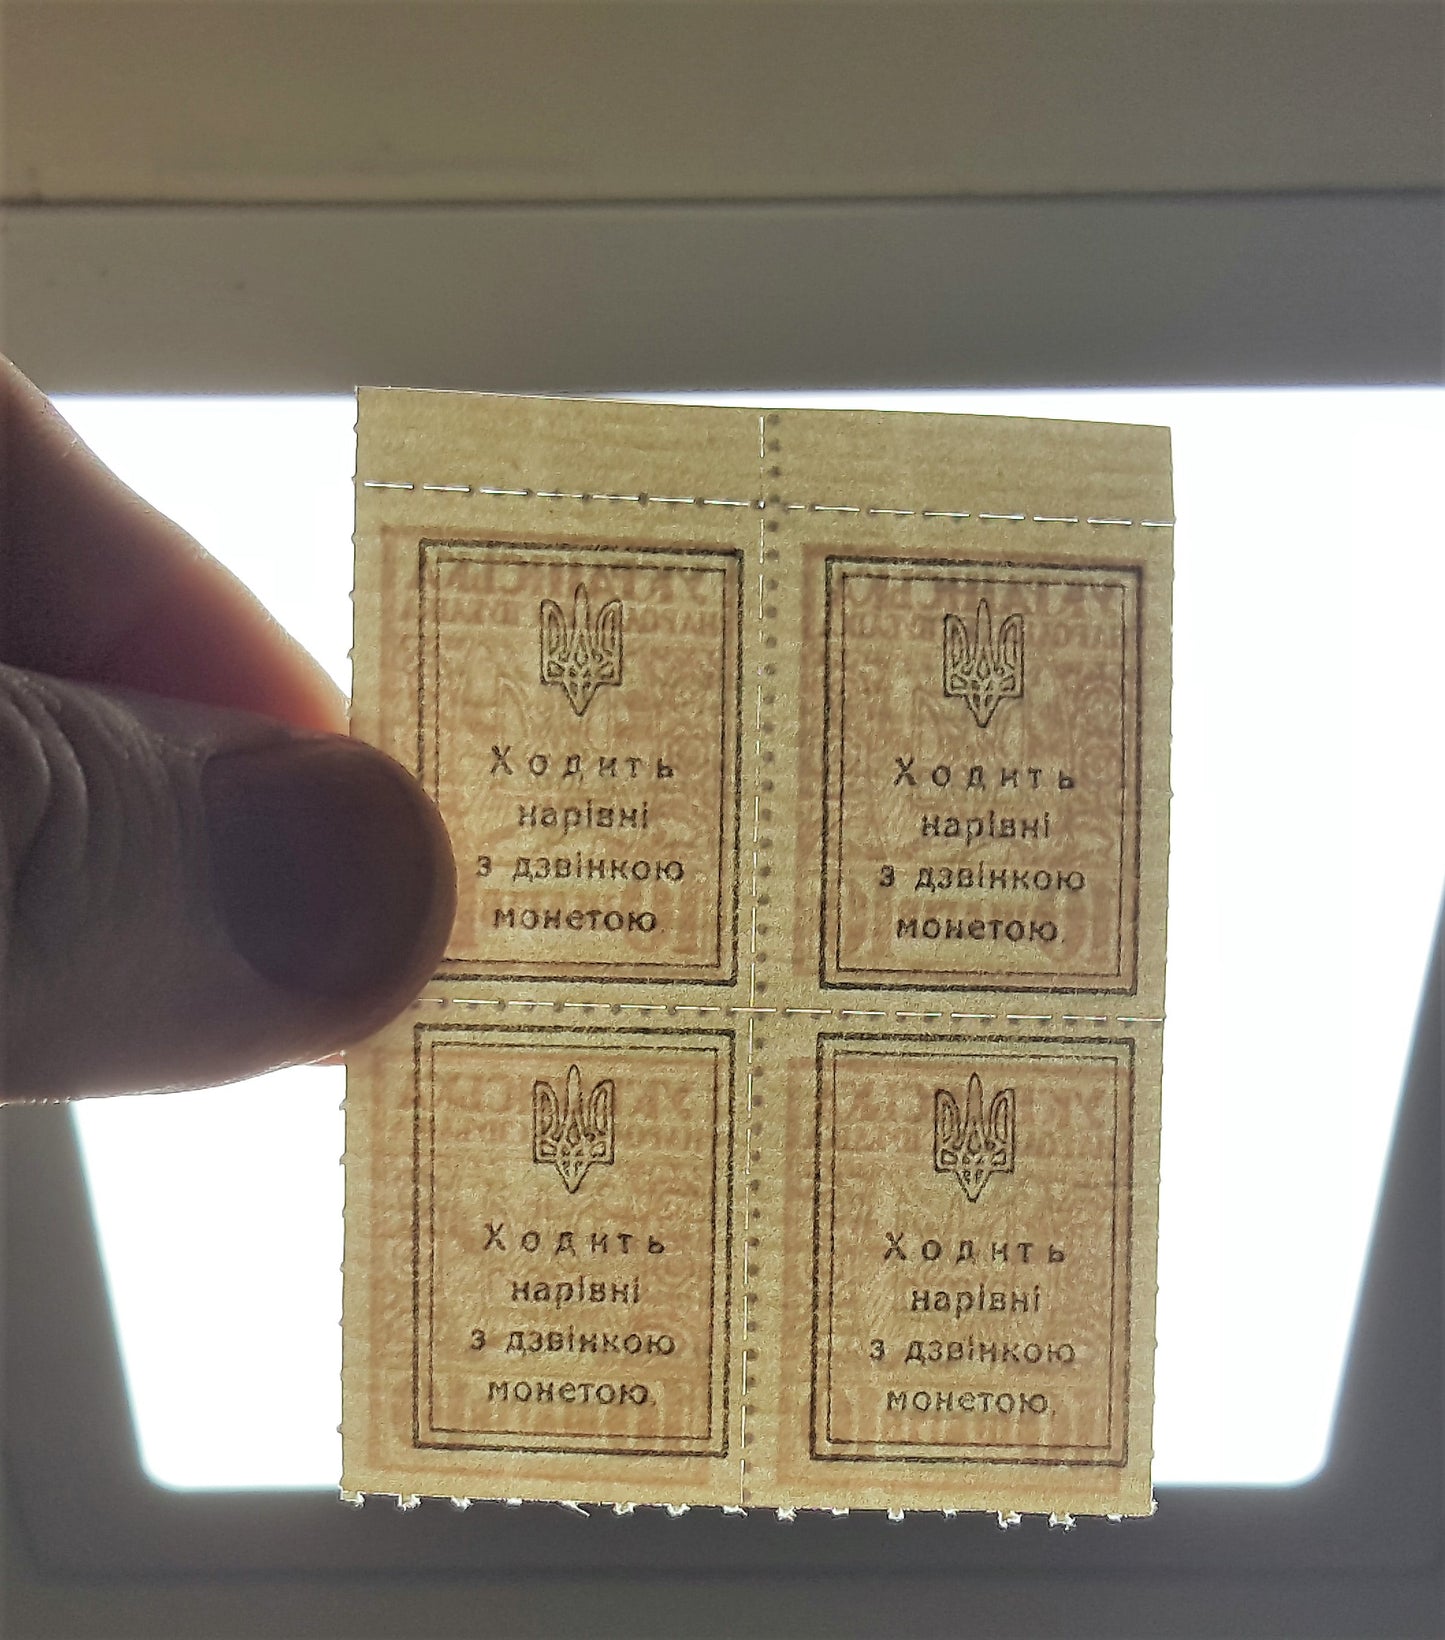 Ходить
нарівні
з дзвінкою
монетою.
Ходить
нарівні
з дзвінкою
монетою.
Ходить
нарівні
з дзвінкою
монетою.
Ходить
нарівні
з дзвінкою
монетою.